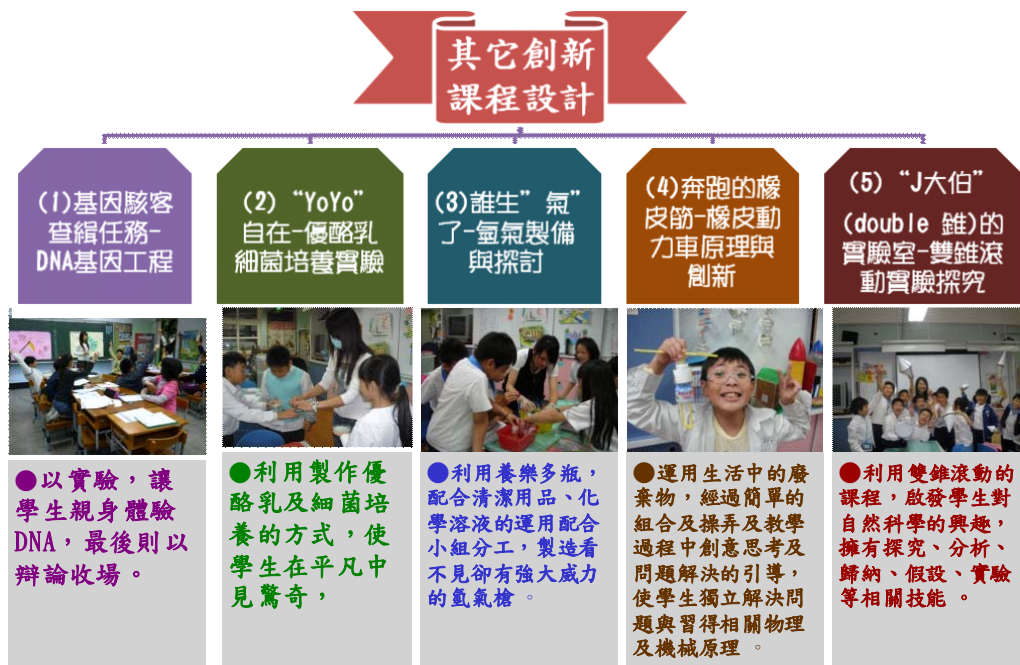 其它創新
課程設計
(1)基因駭客
查緝任務-
DNA基因工程
(2) “YoYo”
自在-優酪乳
細菌培養實驗
(3)誰生”氣”
了-氫氣製備
與探討
(4)奔跑的橡
皮筋-橡皮動
力車原理與
創新
(5) “J大伯”
(double 錐)的
實驗室-雙錐滾
動實驗探究
●以實驗，讓
學生親身體驗
DNA，最後則以
辯論收場。
●利用製作優
酪乳及細菌培
養的方式，使
學生在平凡中
見驚奇，
●利用養樂多瓶，
配合清潔用品、化
學溶液的運用配合
小組分工，製造看
不見卻有強大威力
的氫氣槍。
●運用生活中的廢
棄物，經過簡單的
組合及操弄及教學
過程中創意思考及
問題解決的引導，
使學生獨立解決問
題與習得相關物理
及機械原理 。
●利用雙錐滾動的
課程，啟發學生對
自然科學的興趣，
擁有探究、分析、
歸納、假設、實驗
等相關技能 。